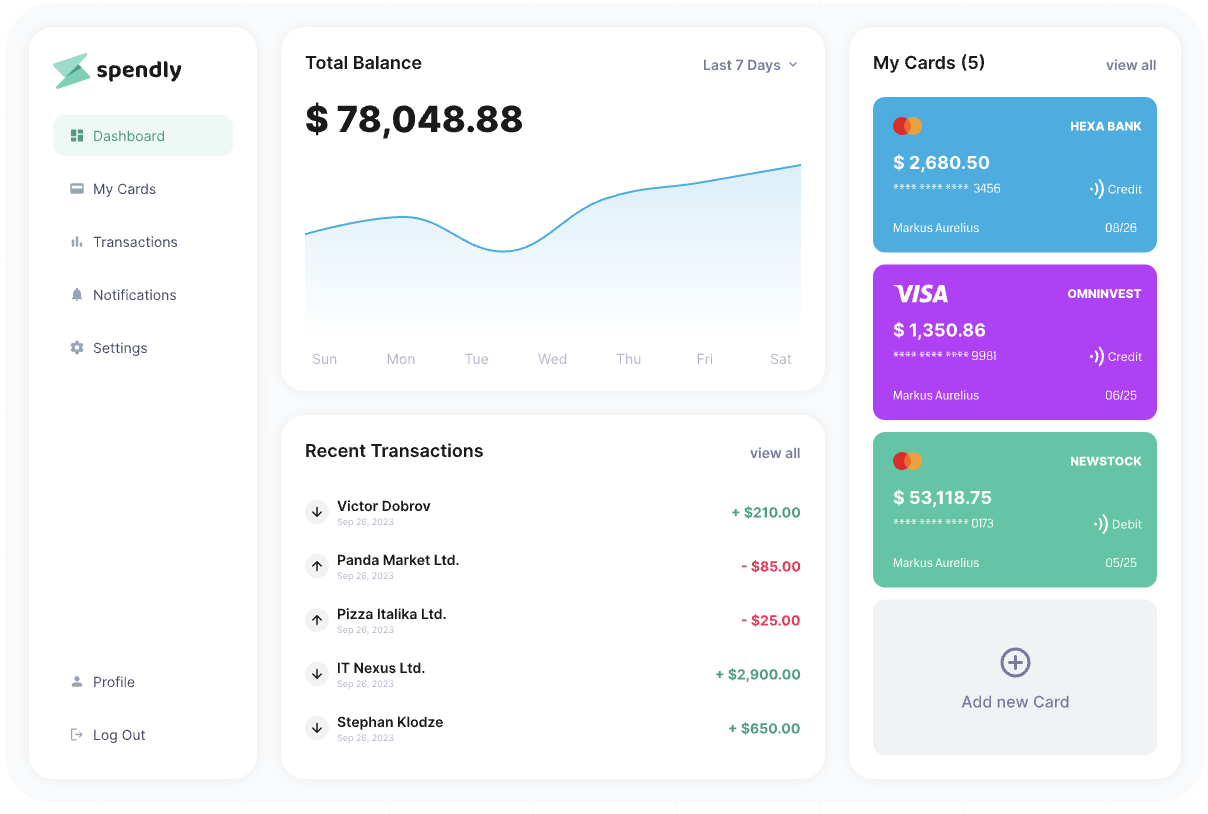 spendly
Dashboard
My Cards
Transactions
Notifications
Settings
Profile
Log Out
Total Balance
Last 7 Days
$ 78,048.88
Sun Mon Tue Wed Thu Fri Sat
Recent Transactions
view all
Victor Dobrov
Sep 26, 2023
+ $210.00
Panda Market Ltd.
Sep 26, 2023
- $85.00
Pizza Italika Ltd.
Sep 26, 2023
- $25.00
IT Nexus Ltd.
Sep 26, 2023
+ $2,900.00
Stephan Klodze
Sep 26, 2023
+ $650.00
My Cards (5)
view all
HEXA BANK
$ 2,680.50
**** **** **** 3456
Credit
Markus Aurelius
08/26
VISA
OMNINVEST
$ 1,350.86
**** **** **** 9981
Credit
Markus Aurelius
06/25
NEWSTOCK
$ 53,118.75
**** **** **** 0173
Debit
Markus Aurelius
05/25
Add new Card